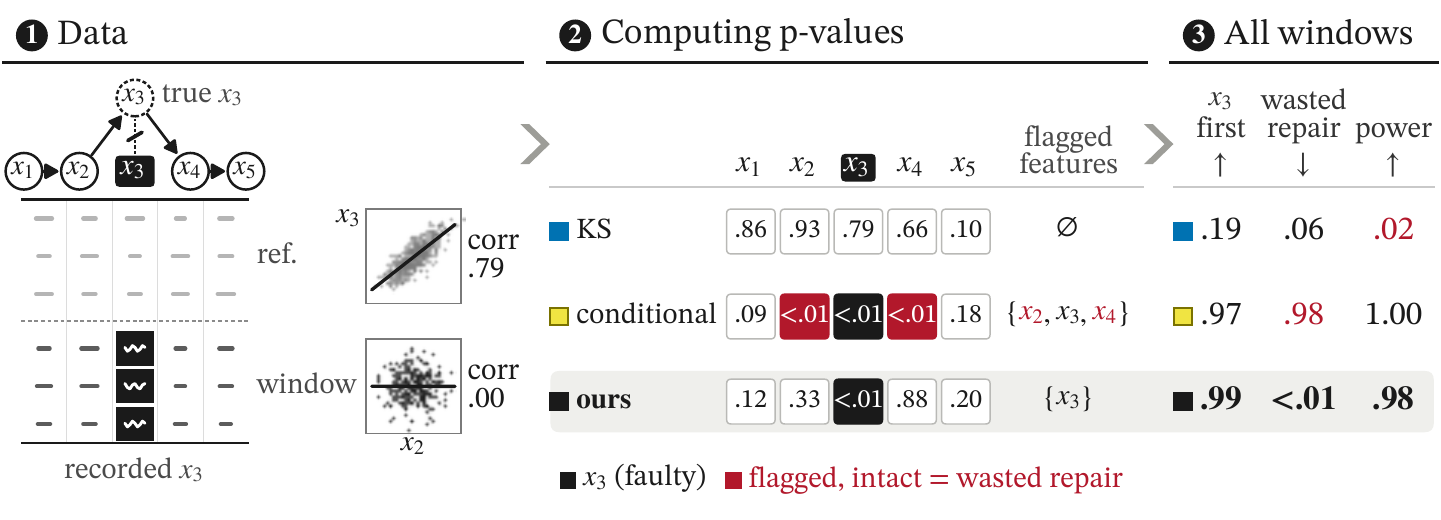 1 Data
x3 true x3
x1 x2 x3 x4 x5
ref.
x3
corr
.79
window
corr
.00
x2
recorded x3
2 Computing p-values
x1 x2 x3 x4 x5 flagged features
KS .86 .93 .79 .66 .10 ∅
conditional .09 <.01 <.01 <.01 .18 {x2, x3, x4}
ours .12 .33 <.01 .88 .20 {x3}
x3 (faulty) flagged, intact = wasted repair
3 All windows
x3 first ↑ wasted repair ↓ power ↑
.19 .06 .02
.97 .98 1.00
.99 <.01 .98